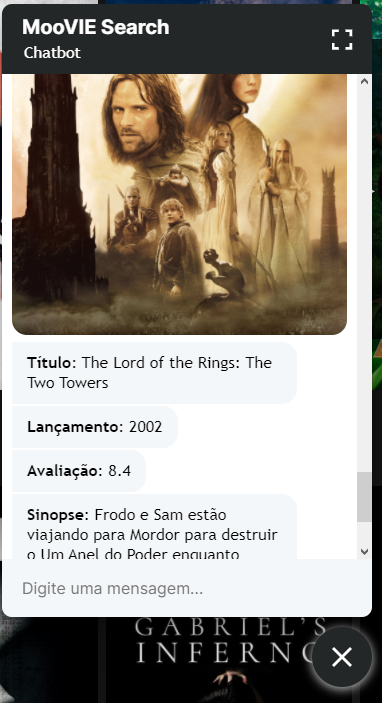 MooVIE Search
Chatbot
Título: The Lord of the Rings: The
Two Towers
Lançamento: 2002
Avaliação: 8.4
Sinopse: Frodo e Sam estão
viajando para Mordor para destruir
o Um Anel do Poder enquanto
Digite uma mensagem...
GABRIEL'S
INFERNO